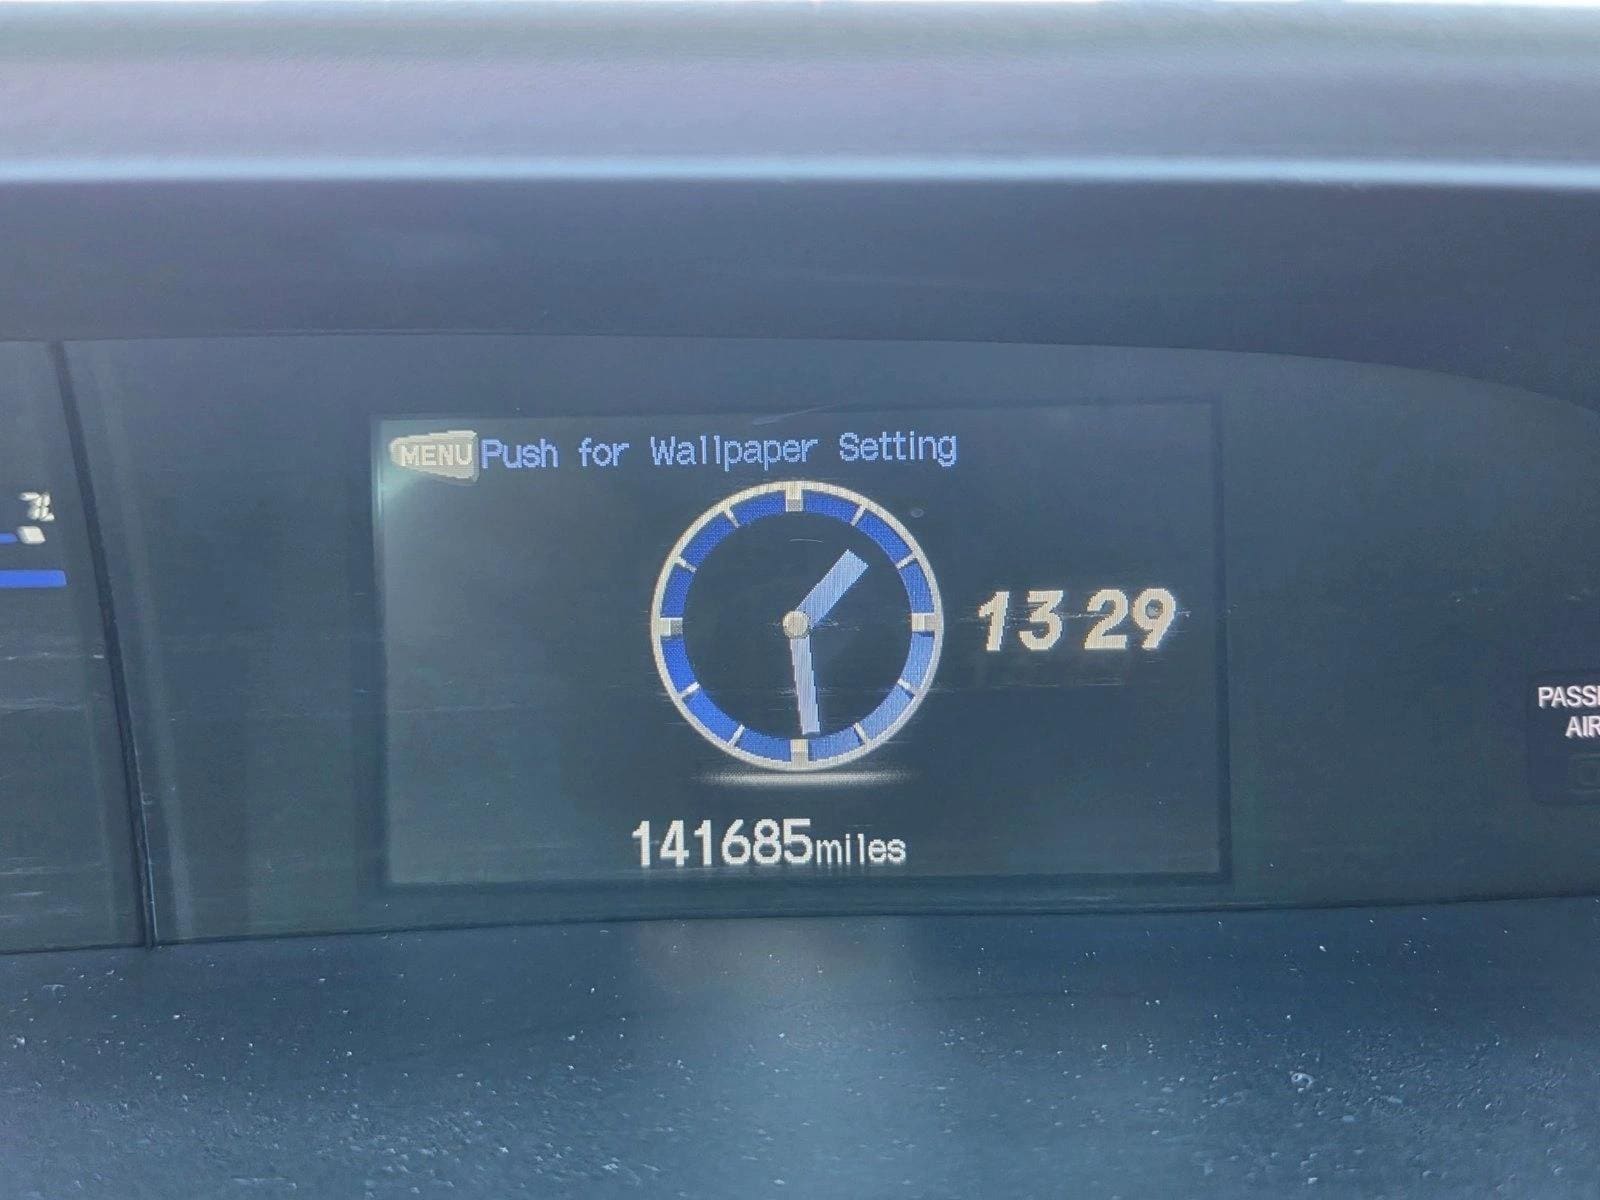 MENU Push for Wallpaper Setting
13 29
141685miles